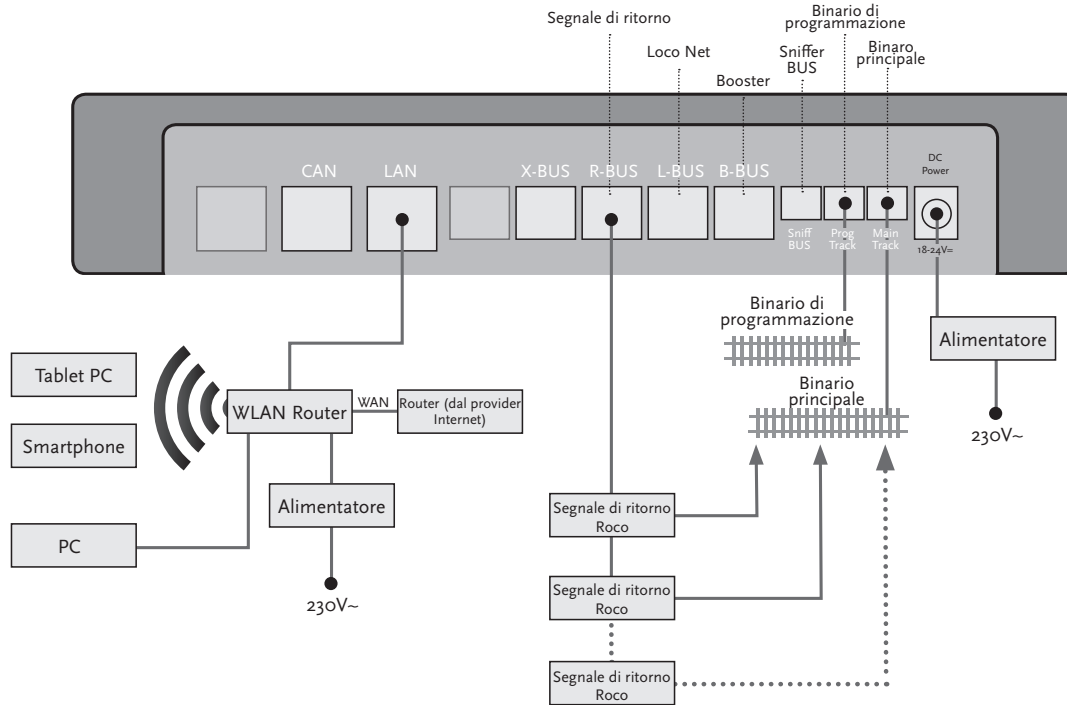 Segnale di ritorno
Loco Net
Booster
Sniffer
BUS
Binario di
programmazione
Binaro
principale
CAN
LAN
X-BUS
R-BUS
L-BUS
B-BUS
Sniff
BUS
Prog
Track
Main
Track
DC
Power
18-24V=
Binario di
programmazione
Alimentatore
230V~
Binario
principale
Tablet PC
Smartphone
PC
WLAN Router
WAN
Router (dal provider
Internet)
Alimentatore
230V~
Segnale di ritorno
Roco
Segnale di ritorno
Roco
Segnale di ritorno
Roco